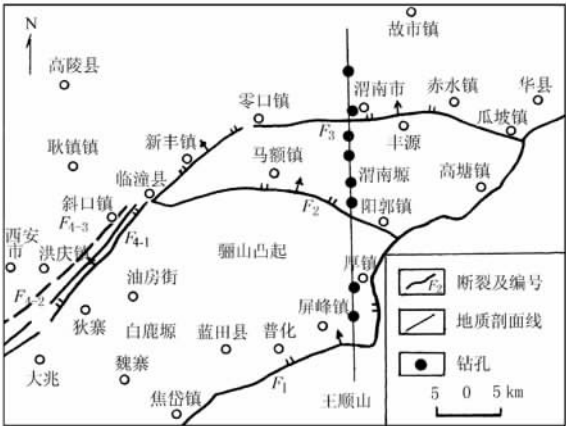 故市镇
N
高陵县
渭南市
赤水镇
华县
零口镇
瓜坡镇
新丰镇
F3
丰源
耿镇镇
马额镇
渭南塬
高塘镇
临潼县
斜口镇
F2
阳郭镇
F4-3
F4-1
西安市
洪庆镇
骊山凸起
厚镇
F4-2
油房街
屏峰镇
狄寨
白鹿塬
蓝田县
普化
大兆
魏寨
F1
焦岱镇
王顺山
F2 断裂及编号
地质剖面线
钻孔
5 0 5 km